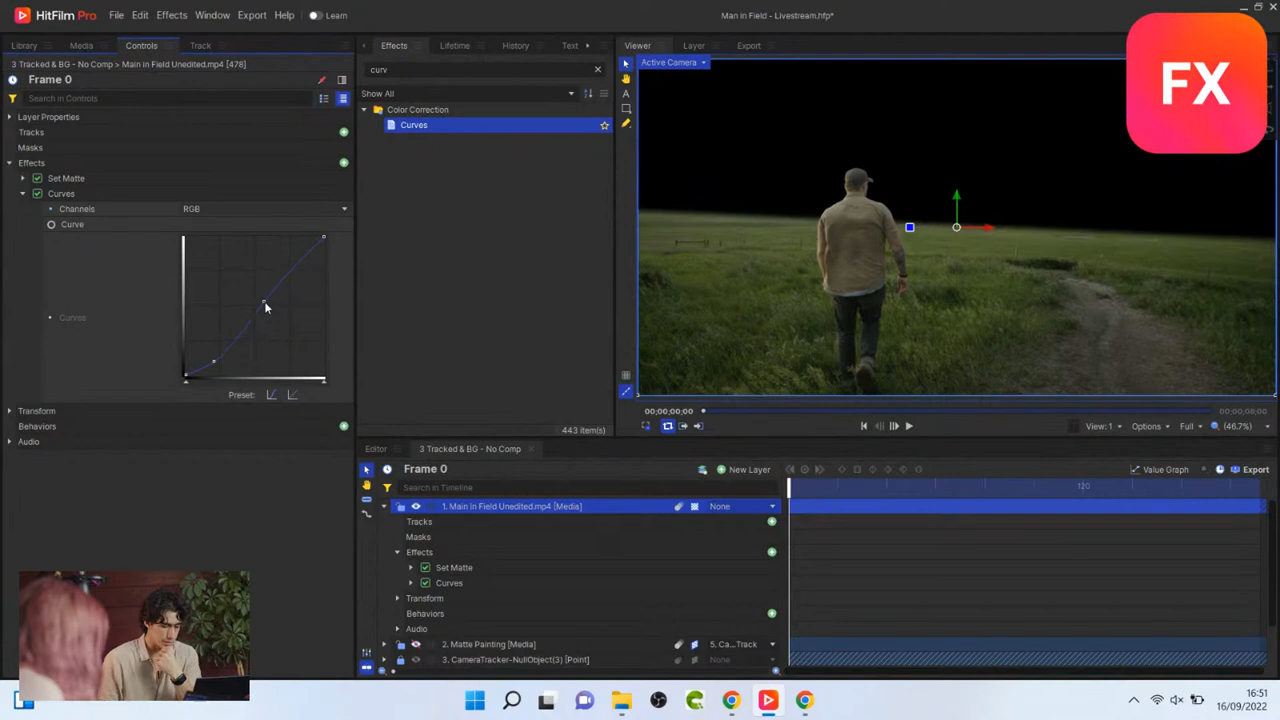 HitFilm Pro File Edit Effects Window Export Help Learn Man in Field - Livestream.hfp*
Library Media Controls Track
3 Tracked & BG - No Comp > Main in Field Unedited.mp4 [478]
Frame 0
Search in Controls
Layer Properties
Tracks
Masks
Effects
Set Matte
Curves
Channels RGB
Curve
Curves
Preset:
Transform
Behaviors
Audio
Effects Lifetime History Text
curv
Show All
Color Correction
Curves
443 item(s)
Viewer Layer Export
Active Camera
FX
00;00;00;00 00;00;08;00
View: 1 Options Full (46.7%)
Editor 3 Tracked & BG - No Comp
Frame 0 New Layer Value Graph Export
Search in Timeline 120
1. Main in Field Unedited.mp4 [Media] None
Tracks
Masks
Effects
Set Matte
Curves
Transform
Behaviors
Audio
2. Matte Painting [Media] 5. Ca...Track
3. CameraTracker-NullObject(3) [Point] None
16:51
16/09/2022